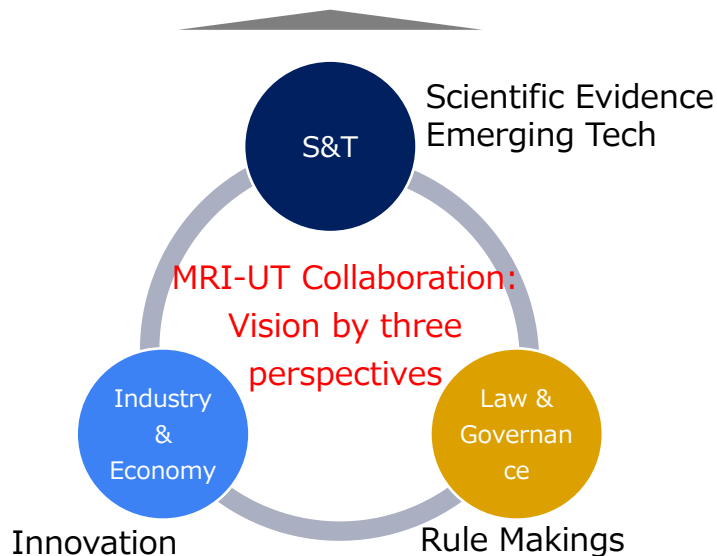 S&T
Scientific Evidence
Emerging Tech
MRI-UT Collaboration:
Vision by three
perspectives
Industry
&
Economy
Law &
Governan
ce
Innovation
Rule Makings